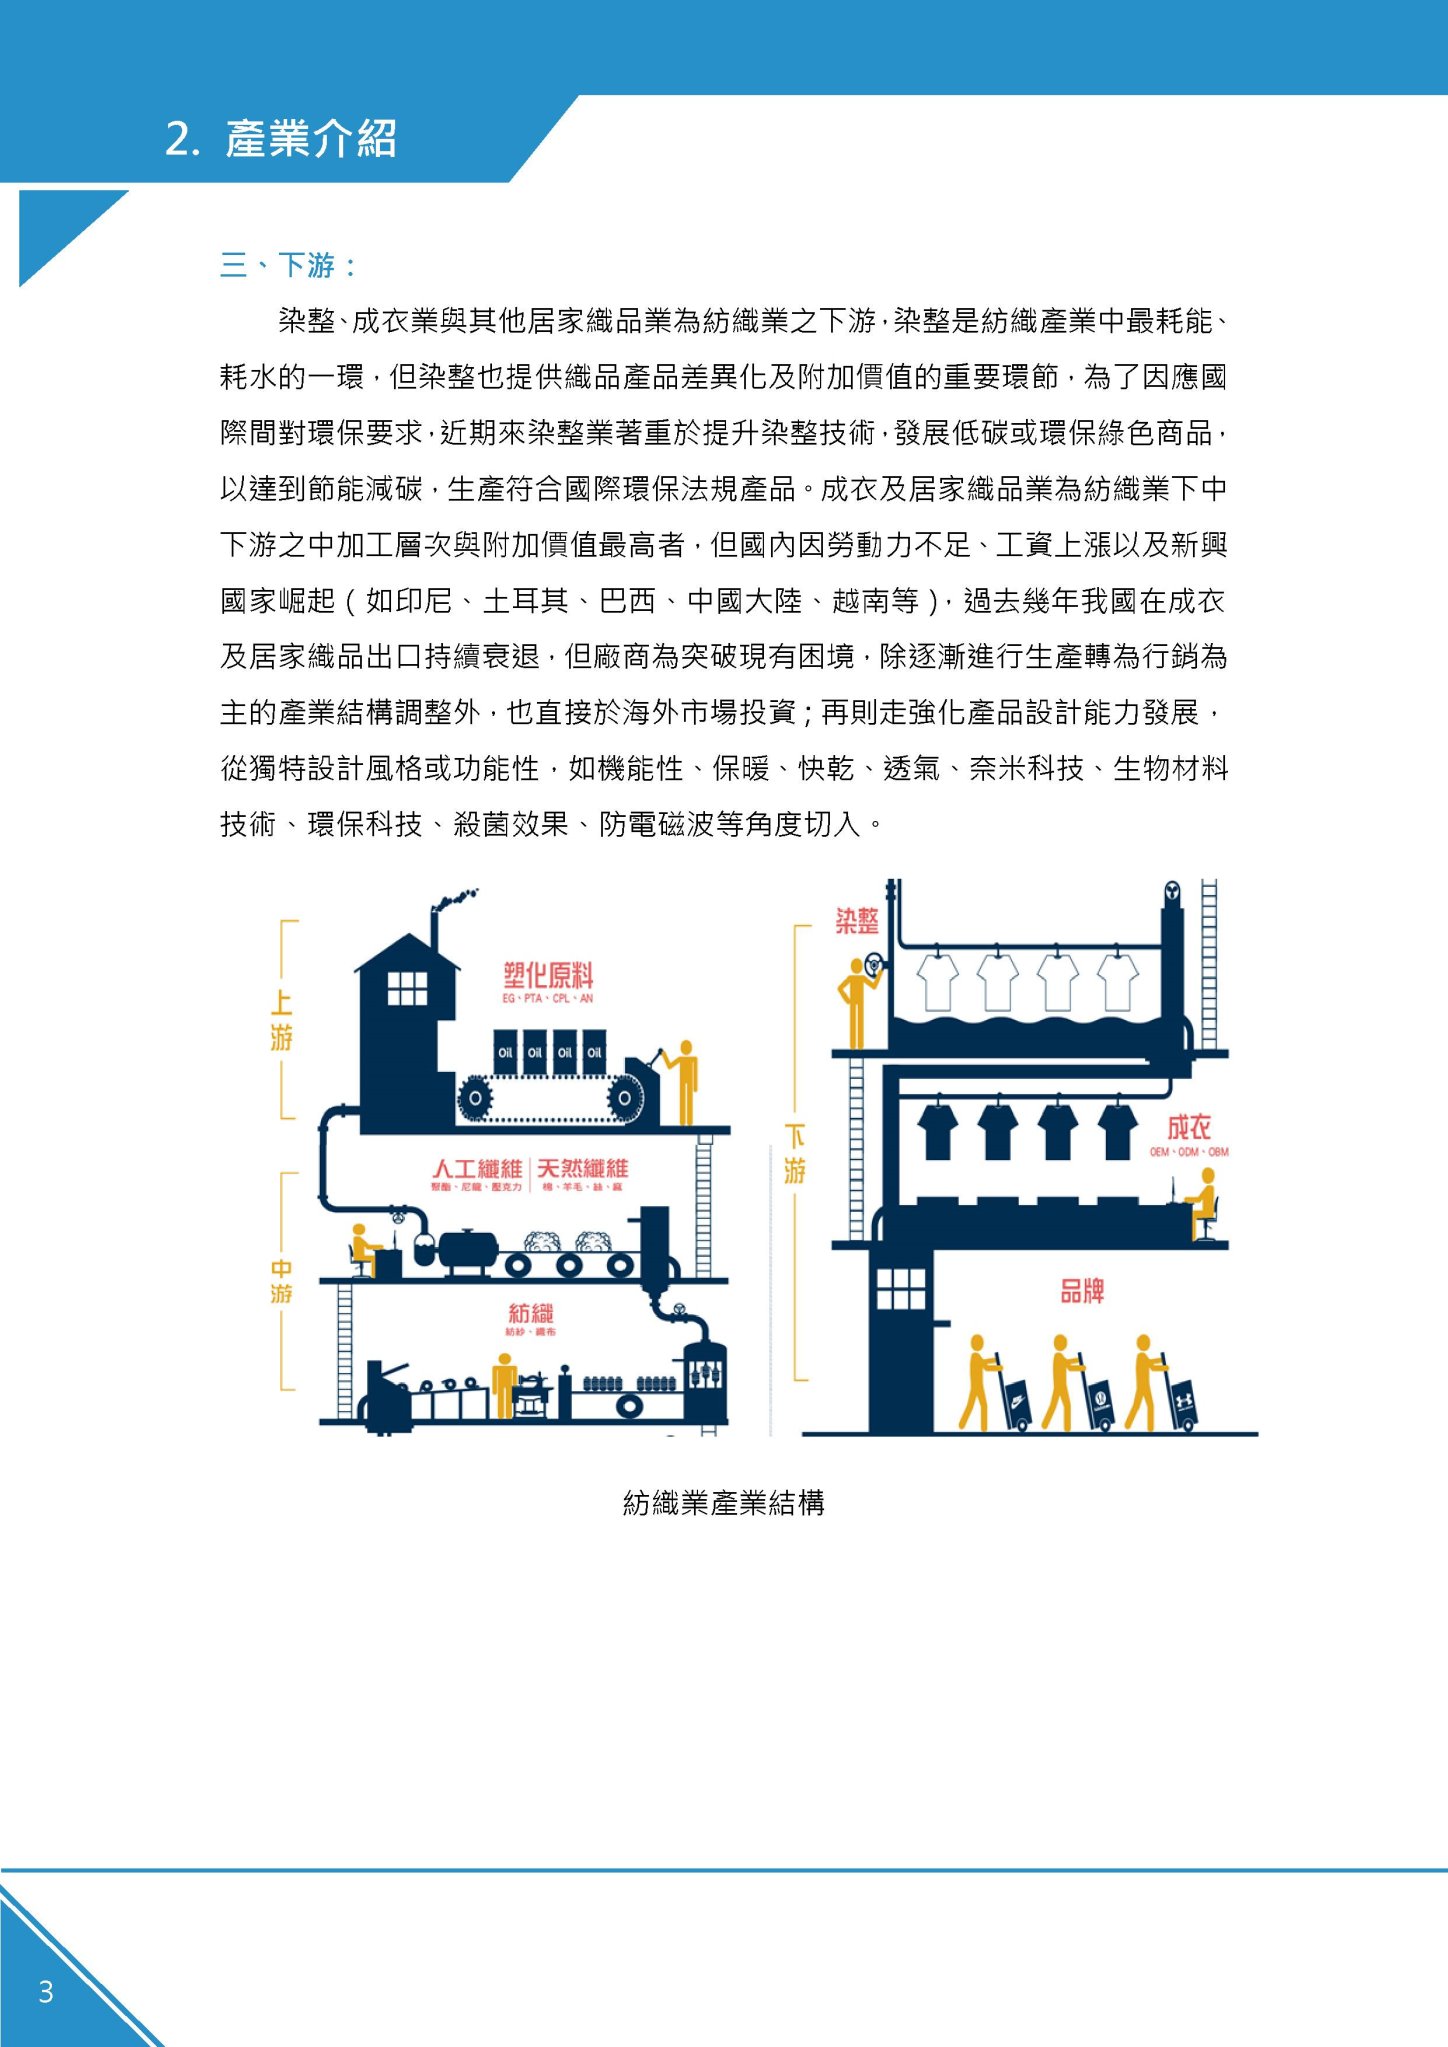 2. 產業介紹
三、下游：
染整、成衣業與其他居家織品業為紡織業之下游，染整是紡織產業中最耗能、
耗水的一環，但染整也提供織品產品差異化及附加價值的重要環節，為了因應國
際間對環保要求，近期來染整業著重於提升染整技術，發展低碳或環保綠色商品，
以達到節能減碳，生產符合國際環保法規產品。成衣及居家織品業為紡織業下中
下游之中加工層次與附加價值最高者，但國內因勞動力不足、工資上漲以及新興
國家崛起（如印尼、土耳其、巴西、中國大陸、越南等），過去幾年我國在成衣
及居家織品出口持續衰退，但廠商為突破現有困境，除逐漸進行生產轉為行銷為
主的產業結構調整外，也直接於海外市場投資；再則走強化產品設計能力發展，
從獨特設計風格或功能性，如機能性、保暖、快乾、透氣、奈米科技、生物材料
技術、環保科技、殺菌效果、防電磁波等角度切入。
上游
塑化原料
EG、PTA、CPL、AN
Oil Oil Oil Oil
中游
人工纖維 天然纖維
聚酯、尼龍、壓克力 棉、羊毛、絲、麻
紡織
紡紗、織布
下游
染整
成衣
OEM、ODM、OBM
品牌
紡織業產業結構
3